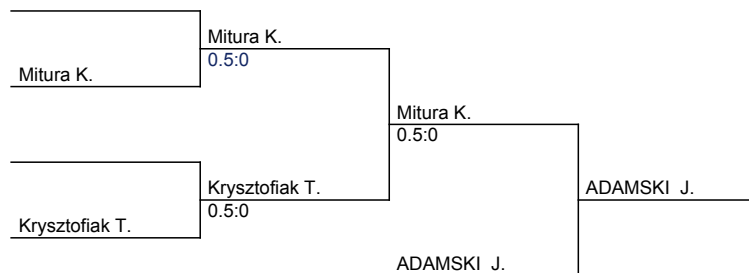 Mitura K.
0.5:0
Mitura K.
Mitura K.
0.5:0
Krysztofiak T.
0.5:0
Krysztofiak T.
ADAMSKI J.
ADAMSKI J.